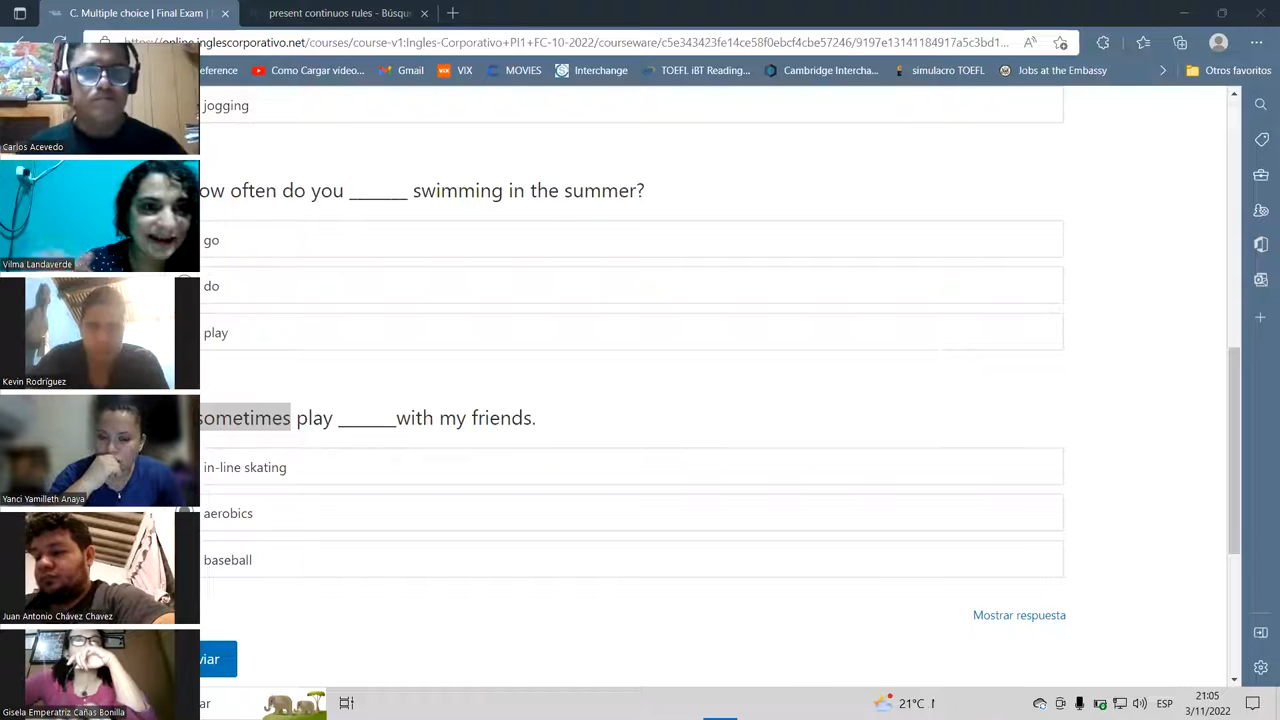 C. Multiple choice | Final Exam
present continuos rules - Búsqu
https://online.inglescorporativo.net/courses/course-v1:Ingles-Corporativo+PI1+FC-10-2022/courseware/c5e343423fe14ce58f0ebcf4cbe57246/9197e13f41184917a5c3bd1...
eference
Como Cargar video...
Gmail
VIX
MOVIES
Interchange
TOEFL iBT Reading...
Cambridge Intercha...
simulacro TOEFL
Jobs at the Embassy
Otros favoritos
jogging
Carlos Acevedo
ow often do you _______ swimming in the summer?
go
Vilma Landaverde
do
play
Kevin Rodríguez
sometimes play ______with my friends.
in-line skating
Yanci Yamilleth Anaya
aerobics
baseball
Juan Antonio Chávez Chavez
Mostrar respuesta
viar
Gisela Emperatriz Cañas Bonilla
ar
21°C
ESP
21:05
3/11/2022